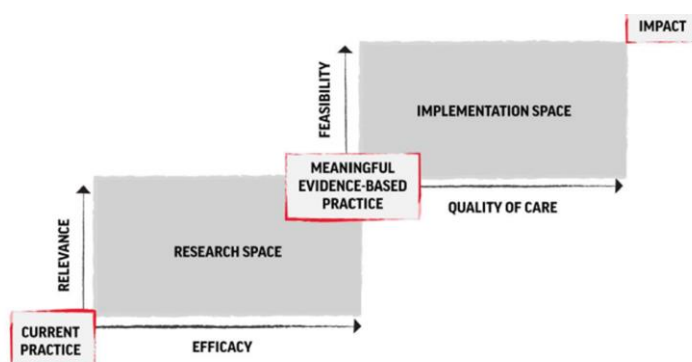 IMPACT
FEASIBILITY
IMPLEMENTATION SPACE
MEANINGFUL
EVIDENCE-BASED
PRACTICE
QUALITY OF CARE
RELEVANCE
RESEARCH SPACE
CURRENT
PRACTICE
EFFICACY